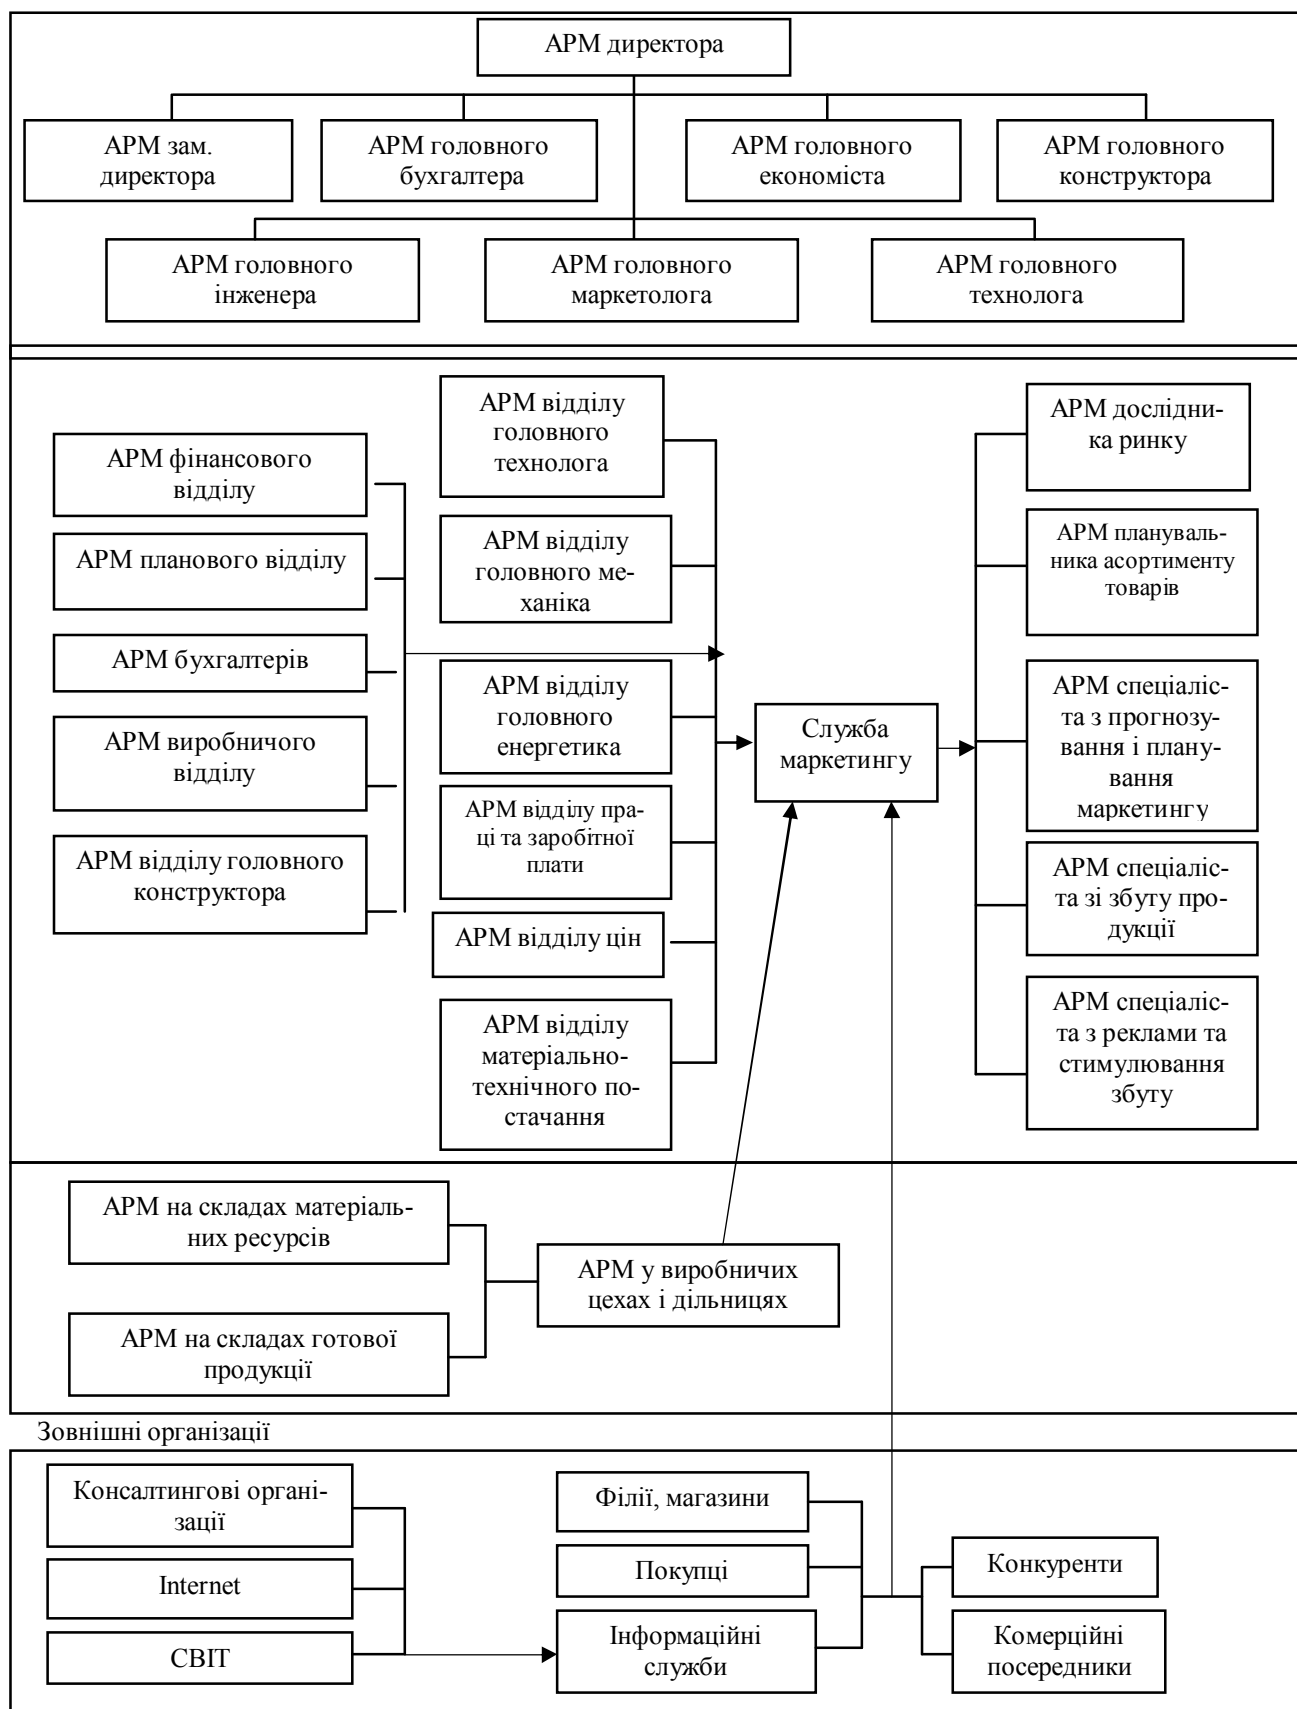 АРМ директора
АРМ зам.
директора
АРМ головного
бухгалтера
АРМ головного
економіста
АРМ головного
конструктора
АРМ головного
інженера
АРМ головного
маркетолога
АРМ головного
технолога
АРМ фінансового
відділу
АРМ планового відділу
АРМ бухгалтерів
АРМ виробничого
відділу
АРМ відділу головного
конструктора
АРМ відділу
головного
технолога
АРМ відділу
головного ме-
ханіка
АРМ відділу
головного
енергетика
АРМ відділу пра-
ці та заробітної
плати
АРМ відділу цін
АРМ відділу
матеріально-
технічного по-
стачання
Служба
маркетингу
АРМ дослідни-
ка ринку
АРМ плануваль-
ника асортименту
товарів
АРМ спеціаліс-
та з прогнозу-
вання і плану-
вання
маркетингу
АРМ спеціаліс-
та зі збуту про-
дукції
АРМ спеціаліс-
та з реклами та
стимулювання
збуту
АРМ на складах матеріаль-
них ресурсів
АРМ на складах готової
продукції
АРМ у виробничих
цехах і дільницях
Зовнішні організації
Консалтингові органі-
зації
Internet
СВІТ
Філії, магазини
Покупці
Інформаційні
служби
Конкуренти
Комерційні
посередники